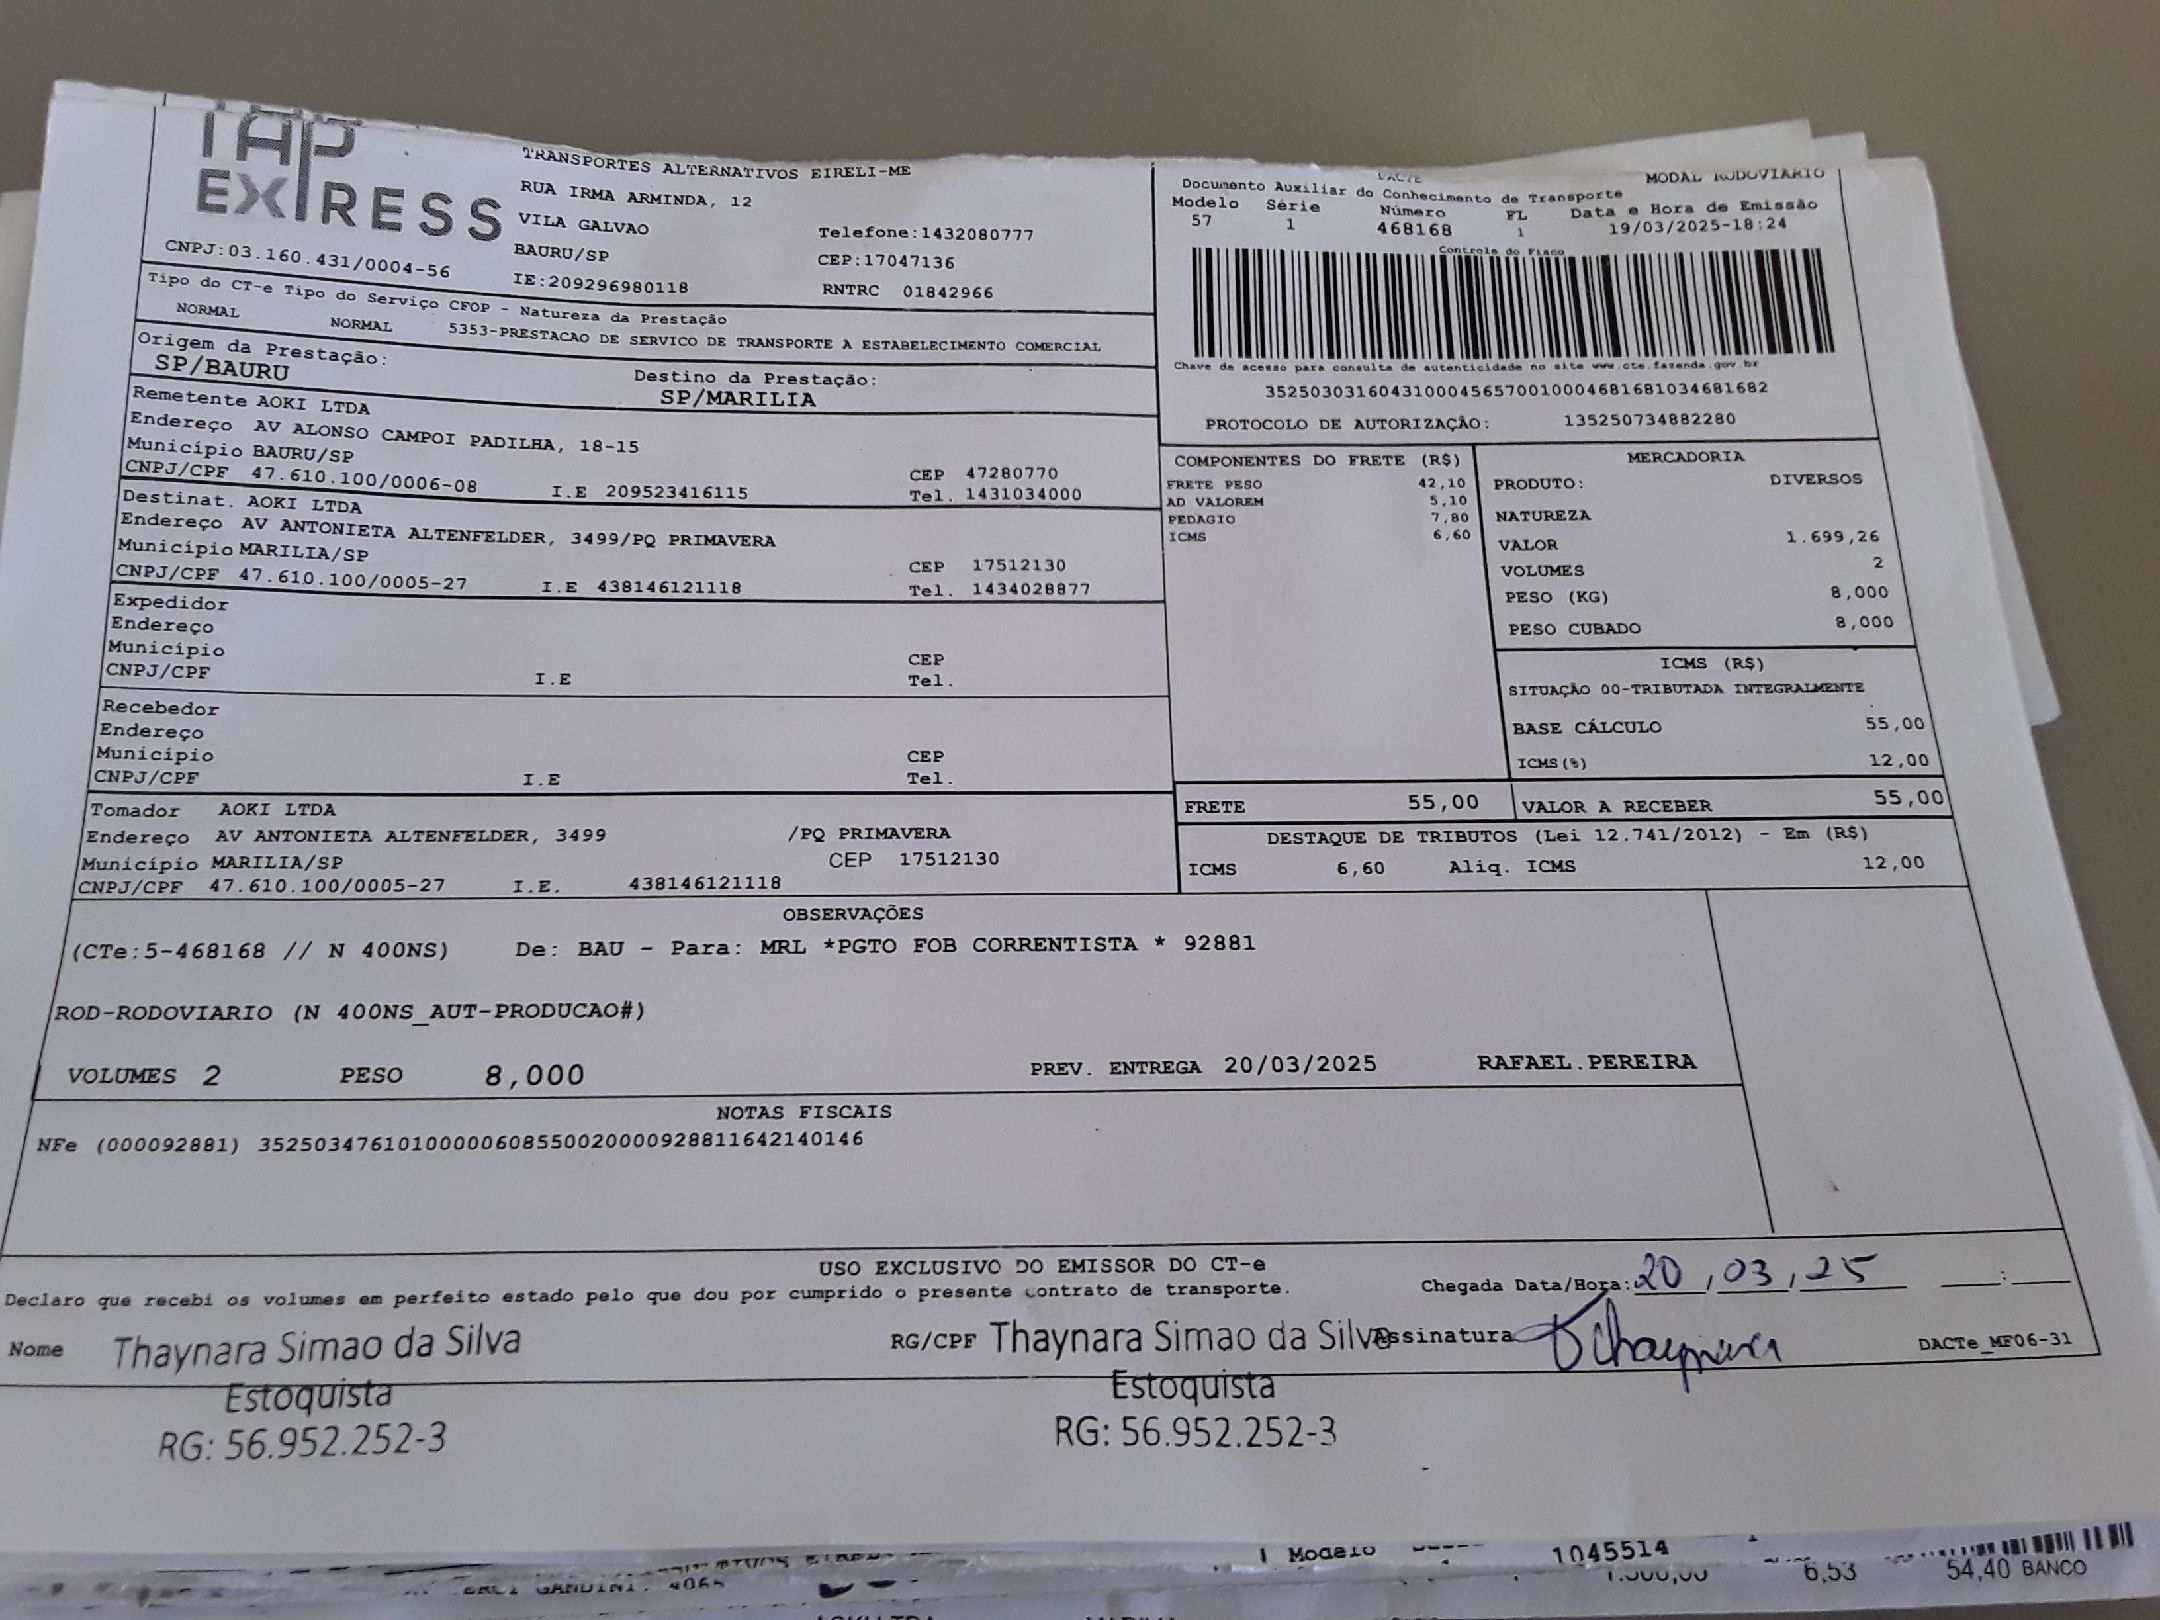 TAP
EXPRESS
CNPJ:03.160.431/0004-56
TRANSPORTES ALTERNATIVOS EIRELI-ME
RUA IRMA ARMINDA, 12
VILA GALVAO
BAURU/SP
IE:209296980118
Telefone:1432080777
CEP:17047136
RNTRC 01842966
DACTE MODAL RODOVIARIO
Documento Auxiliar do Conhecimento de Transporte
Modelo Série Número FL Data e Hora de Emissão
57 1 468168 1 19/03/2025-18:24
Controle do Fisco
Chave de acesso para consulta de autenticidade no site www.cte.fazenda.gov.br
35250303160431000456570010004681681034681682
PROTOCOLO DE AUTORIZAÇÃO: 135250734882280
Tipo do CT-e Tipo do Serviço CFOP - Natureza da Prestação
NORMAL NORMAL 5353-PRESTACAO DE SERVICO DE TRANSPORTE A ESTABELECIMENTO COMERCIAL
Origem da Prestação: Destino da Prestação:
SP/BAURU SP/MARILIA
Remetente AOKI LTDA
Endereço AV ALONSO CAMPOI PADILHA, 18-15
Município BAURU/SP CEP 47280770
CNPJ/CPF 47.610.100/0006-08 I.E 209523416115 Tel. 1431034000
Destinat. AOKI LTDA
Endereço AV ANTONIETA ALTENFELDER, 3499/PQ PRIMAVERA
Município MARILIA/SP CEP 17512130
CNPJ/CPF 47.610.100/0005-27 I.E 438146121118 Tel. 1434028877
Expedidor
Endereço
Município CEP
CNPJ/CPF I.E Tel.
Recebedor
Endereço
Município CEP
CNPJ/CPF I.E Tel.
Tomador AOKI LTDA
Endereço AV ANTONIETA ALTENFELDER, 3499 /PQ PRIMAVERA
Município MARILIA/SP CEP 17512130
CNPJ/CPF 47.610.100/0005-27 I.E. 438146121118
COMPONENTES DO FRETE (R$)
FRETE PESO 42,10
AD VALOREM 5,10
PEDAGIO 7,80
ICMS 6,60
MERCADORIA
PRODUTO: DIVERSOS
NATUREZA
VALOR 1.699,26
VOLUMES 2
PESO (KG) 8,000
PESO CUBADO 8,000
ICMS (R$)
SITUAÇÃO 00-TRIBUTADA INTEGRALMENTE
BASE CÁLCULO 55,00
ICMS(%) 12,00
FRETE 55,00 VALOR A RECEBER 55,00
DESTAQUE DE TRIBUTOS (Lei 12.741/2012) - Em (R$)
ICMS 6,60 Aliq. ICMS 12,00
OBSERVAÇÕES
(CTe:5-468168 // N 400NS) De: BAU - Para: MRL *PGTO FOB CORRENTISTA * 92881
ROD-RODOVIARIO (N 400NS_AUT-PRODUCAO#)
VOLUMES 2 PESO 8,000 PREV. ENTREGA 20/03/2025 RAFAEL.PEREIRA
NOTAS FISCAIS
NFe (000092881) 35250347610100000608550020000928811642140146
USO EXCLUSIVO DO EMISSOR DO CT-e
Declaro que recebi os volumes em perfeito estado pelo que dou por cumprido o presente contrato de transporte. Chegada Data/Hora: 20, 03, 25 :
Nome Thaynara Simao da Silva RG/CPF Thaynara Simao da Silva Assinatura Thaynara DACTe_MF06-31
Estoquista Estoquista
RG: 56.952.252-3 RG: 56.952.252-3
Modelo 1045514
6,53 54,40 BANCO